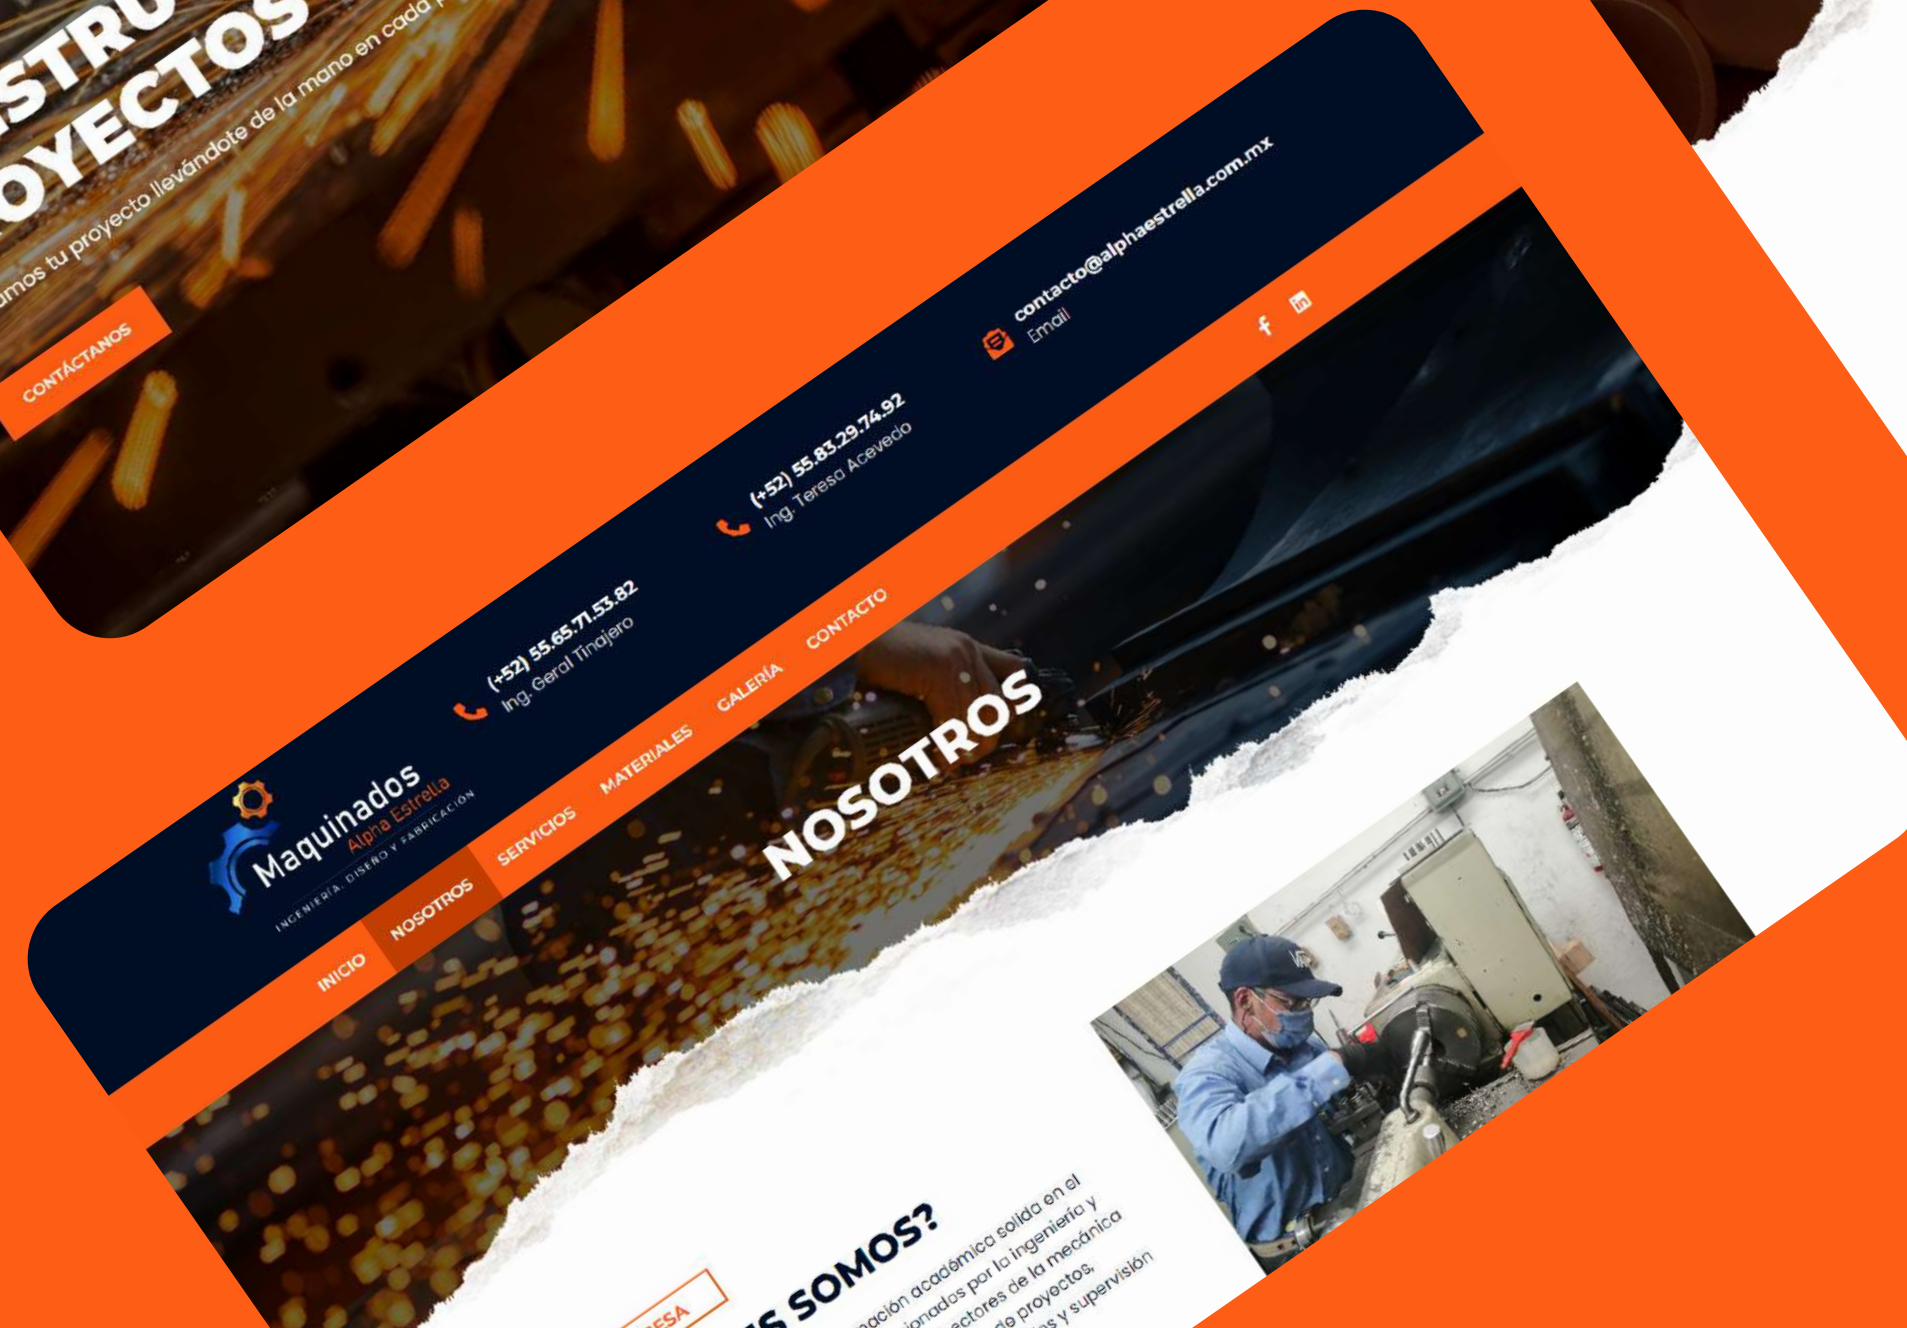 PROYECTOS
tu proyecto llevándote de la mano en cada
CONTÁCTANOS
Maquinados
Alpha Estrella
INGENIERÍA, DISEÑO Y FABRICACIÓN
(+52) 55.65.71.53.82
Ing. Geral Tinajero
(+52) 55.83.29.74.92
Ing. Teresa Acevedo
contacto@alphaestrella.com.mx
Email
INICIO
NOSOTROS
SERVICIOS
MATERIALES
GALERÍA
CONTACTO
NOSOTROS
SOMOS?
académica solida en el
por la ingeniería y
de la mecánica
de proyectos,
y supervisión